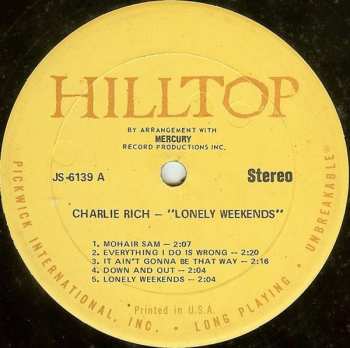 HILLTOP
BY ARRANGEMENT WITH
MERCURY
RECORD PRODUCTIONS INC.
JS-6139 A
Stereo
CHARLIE RICH – "LONELY WEEKENDS"
1. MOHAIR SAM – 2:07
2. EVERYTHING I DO IS WRONG – 2:20
3. IT AIN'T GONNA BE THAT WAY – 2:16
4. DOWN AND OUT – 2:04
5. LONELY WEEKENDS – 2:04
Printed in U.S.A.
PICKWICK INTERNATIONAL, INC. • LONG PLAYING • UNBREAKABLE*